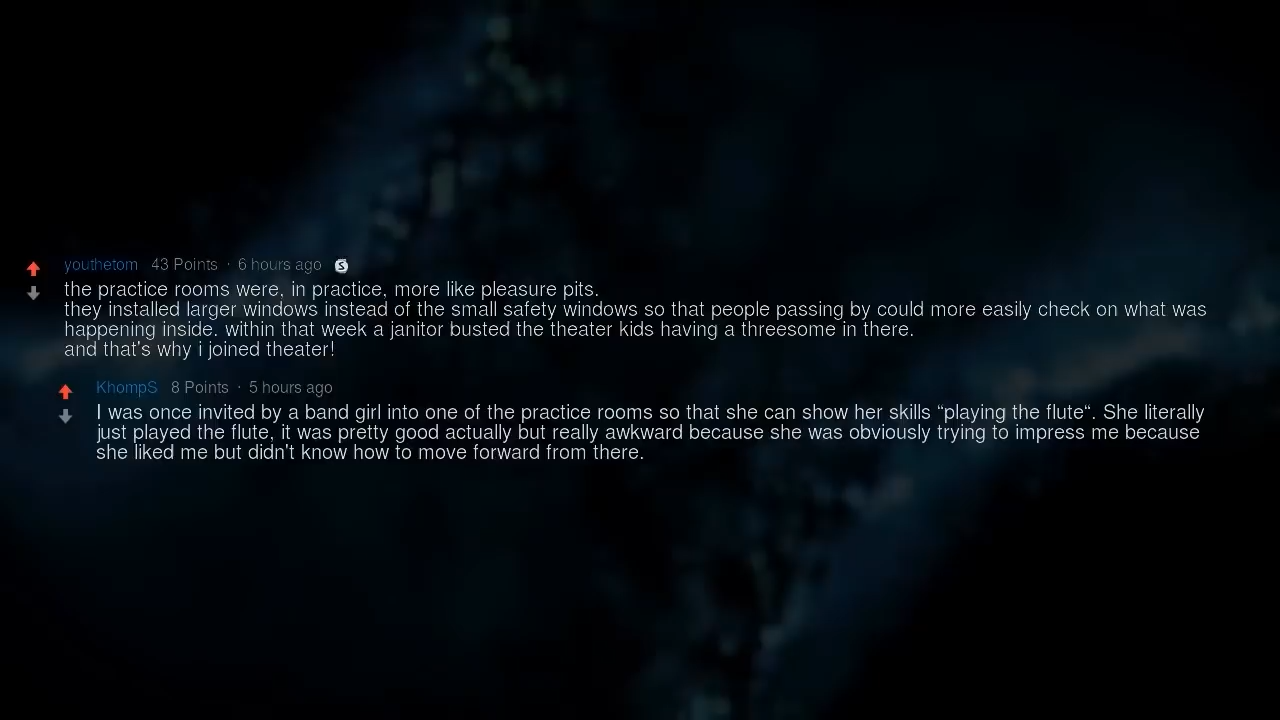 youthetom 43 Points · 6 hours ago
the practice rooms were, in practice, more like pleasure pits.
they installed larger windows instead of the small safety windows so that people passing by could more easily check on what was
happening inside. within that week a janitor busted the theater kids having a threesome in there.
and that's why i joined theater!
KhompS 8 Points · 5 hours ago
I was once invited by a band girl into one of the practice rooms so that she can show her skills “playing the flute“. She literally
just played the flute, it was pretty good actually but really awkward because she was obviously trying to impress me because
she liked me but didn't know how to move forward from there.